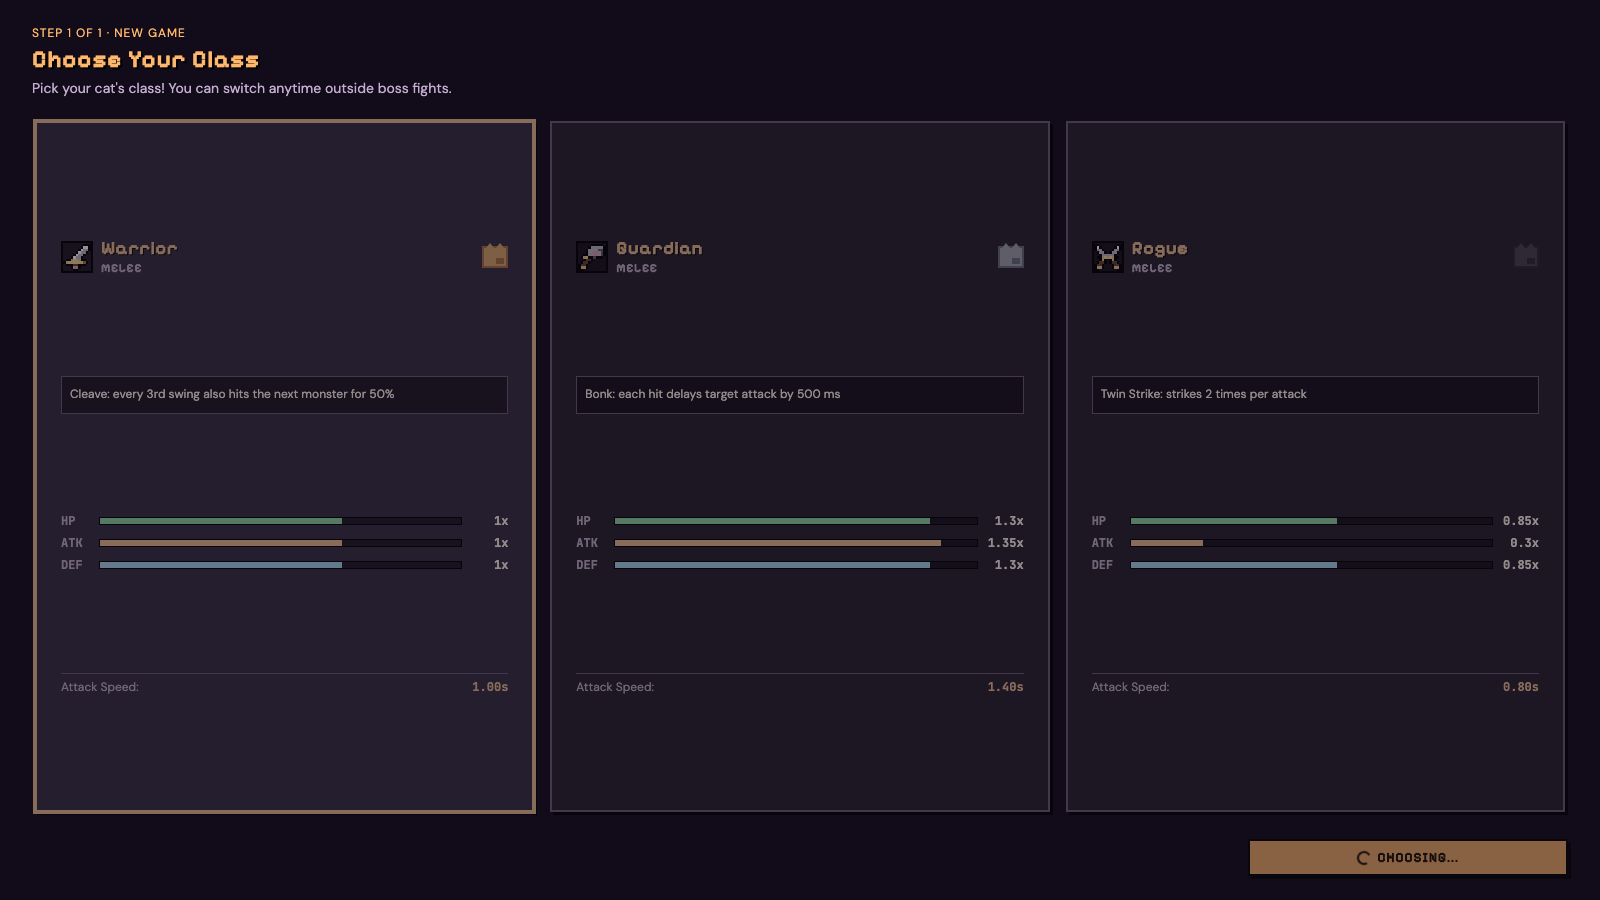 STEP 1 OF 1 · NEW GAME
Choose Your Class
Pick your cat's class! You can switch anytime outside boss fights.
Warrior
MELEE
Cleave: every 3rd swing also hits the next monster for 50%
HP 1x
ATK 1x
DEF 1x
Attack Speed: 1.00s
Guardian
MELEE
Bonk: each hit delays target attack by 500 ms
HP 1.3x
ATK 1.35x
DEF 1.3x
Attack Speed: 1.40s
Rogue
MELEE
Twin Strike: strikes 2 times per attack
HP 0.85x
ATK 0.3x
DEF 0.85x
Attack Speed: 0.80s
CHOOSING...